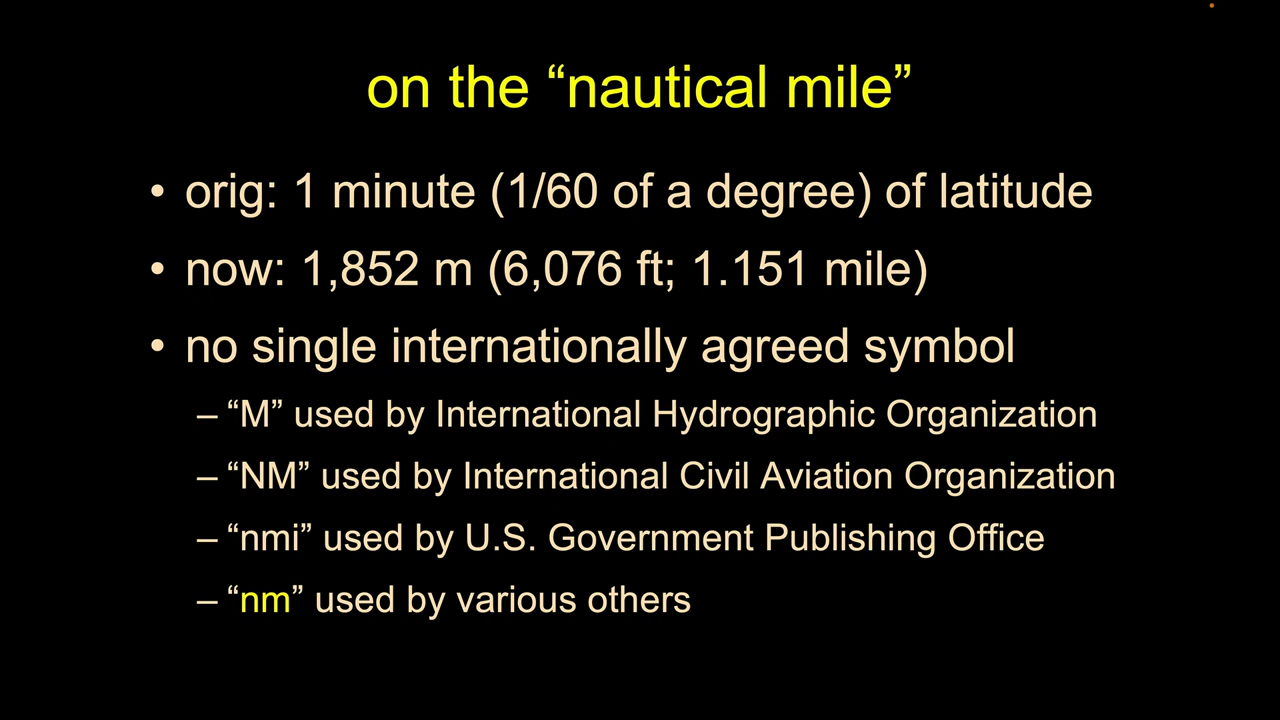 on the “nautical mile”
• orig: 1 minute (1/60 of a degree) of latitude
• now: 1,852 m (6,076 ft; 1.151 mile)
• no single internationally agreed symbol
– “M” used by International Hydrographic Organization
– “NM” used by International Civil Aviation Organization
– “nmi” used by U.S. Government Publishing Office
– “nm” used by various others